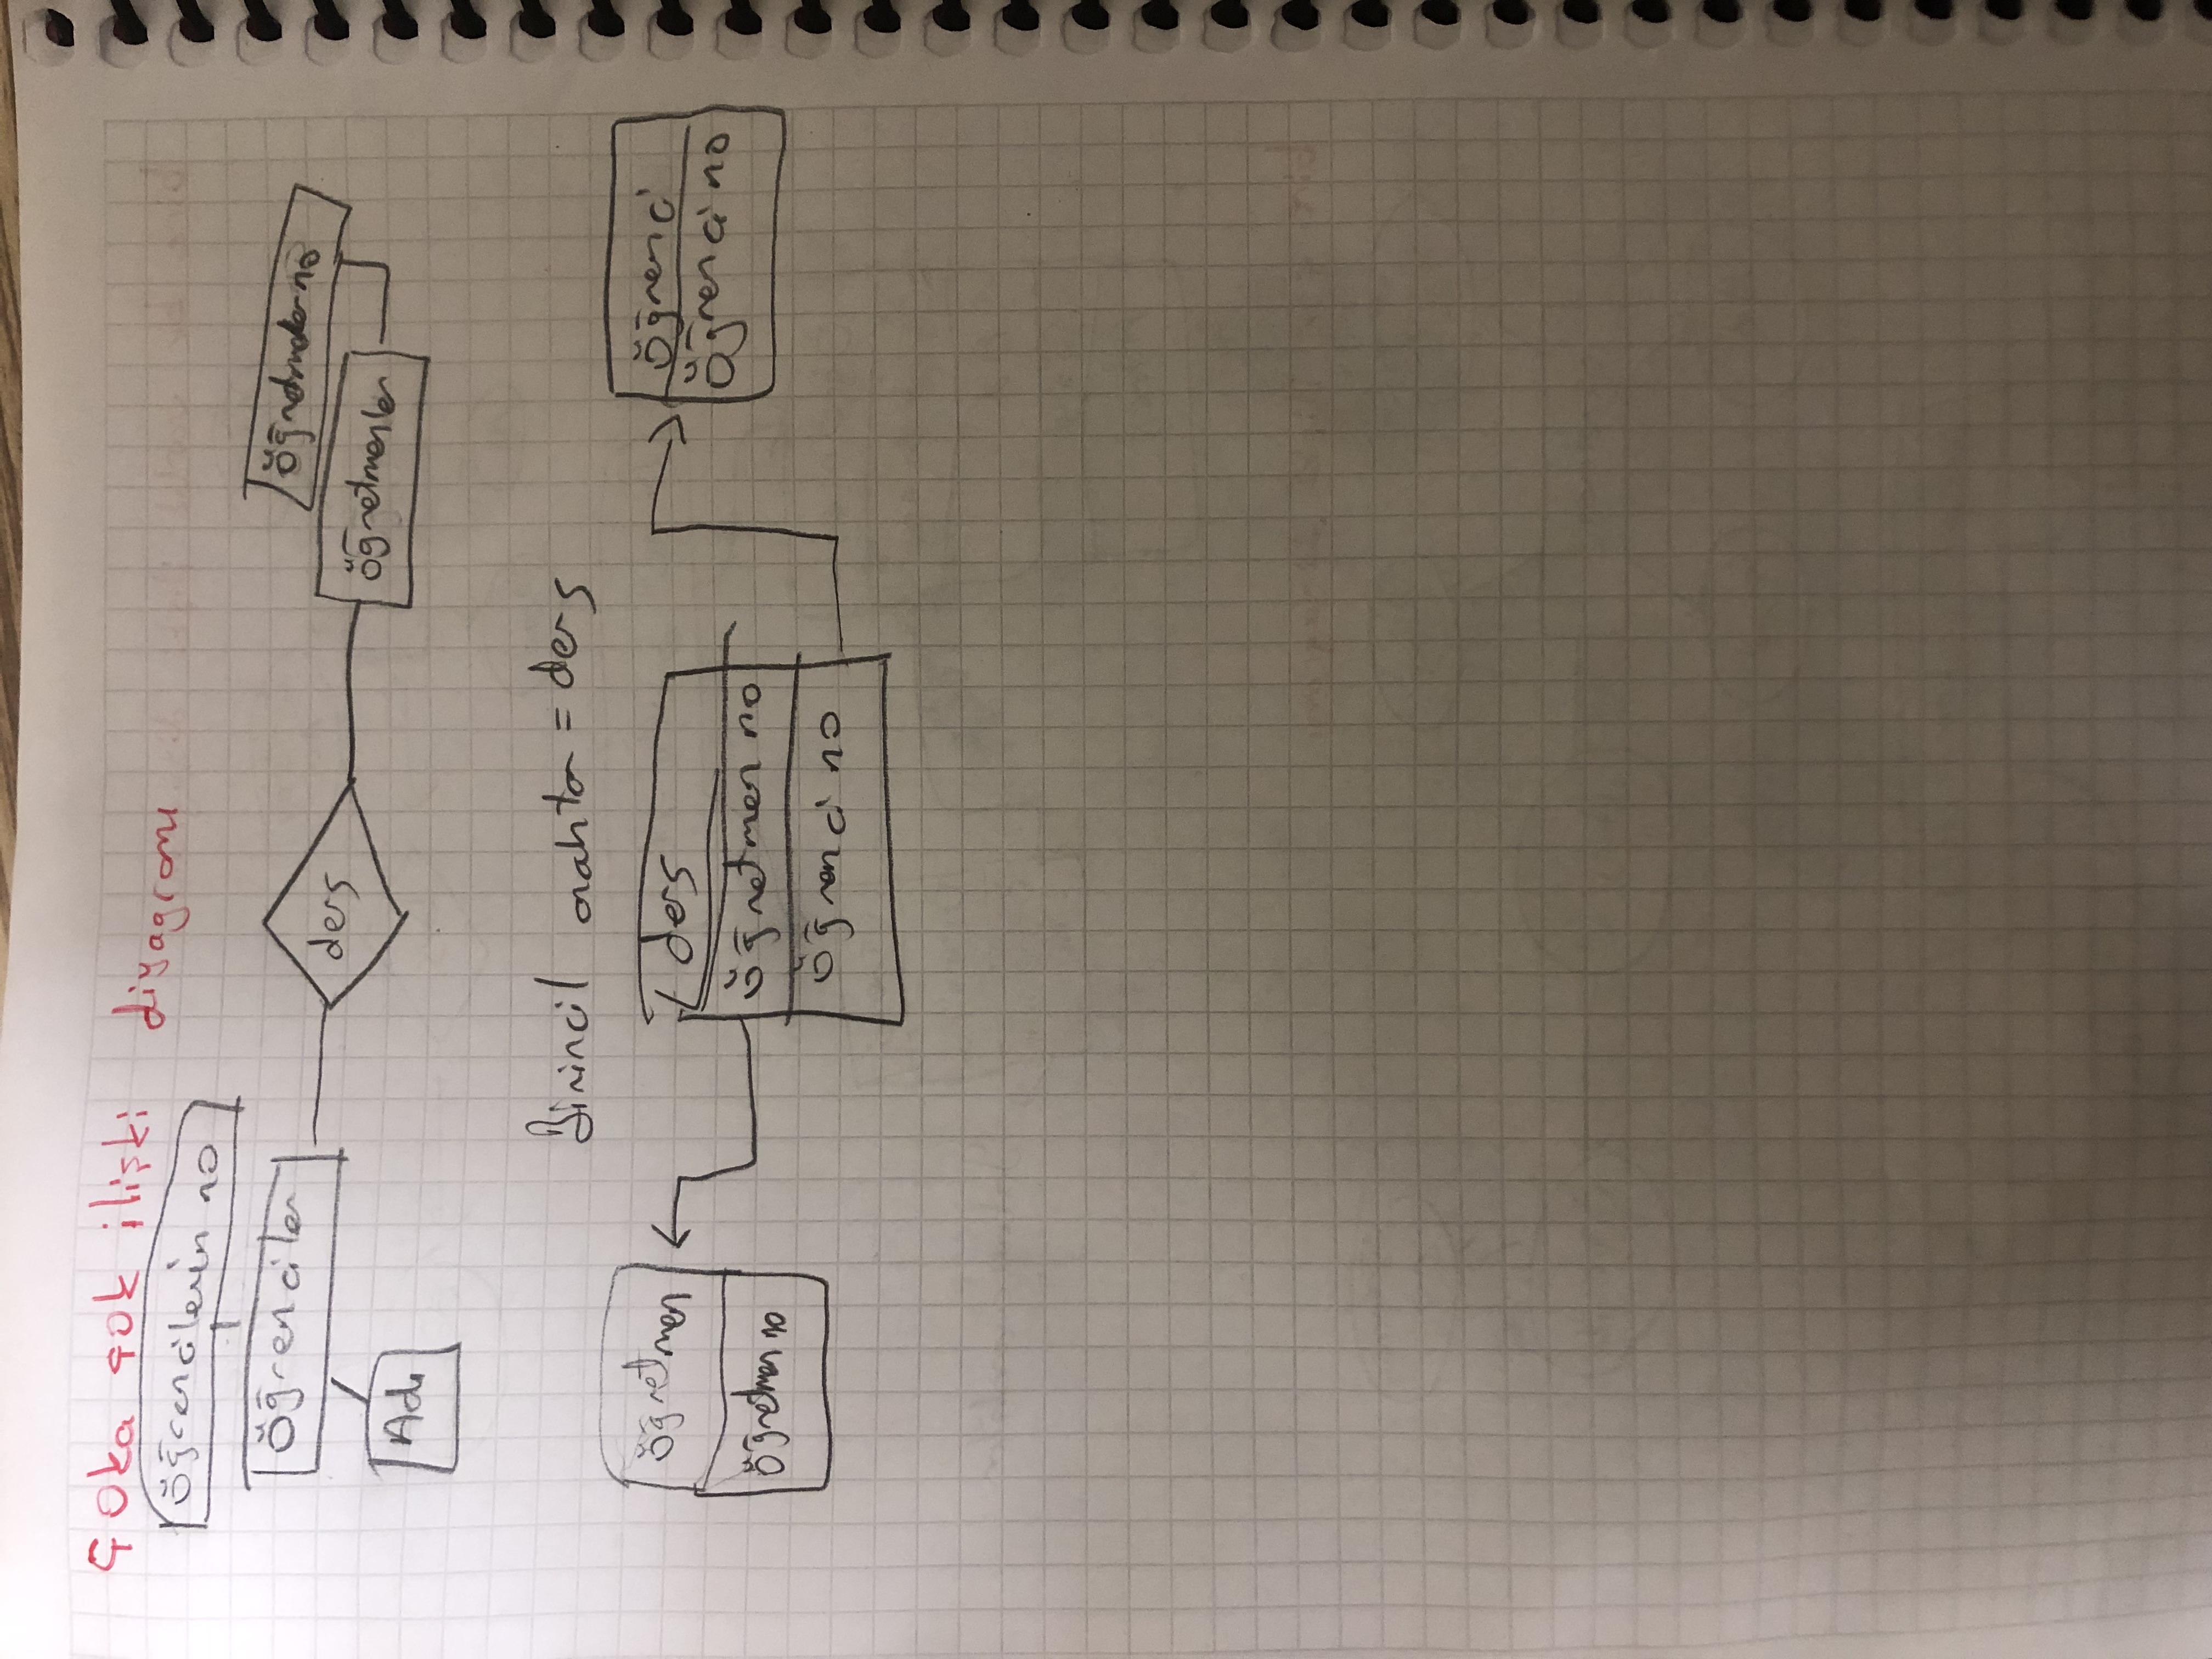 Çoka çok ilişki diyagramı
Öğrencilerin no
Öğrenciler
ders
Öğretmenler no
Öğretmenler
Adı
Birincil anahtar = ders
Öğretmen
Öğretmen no
ders
Öğretmen no
Öğrenci no
Öğrenci
Öğrenci no